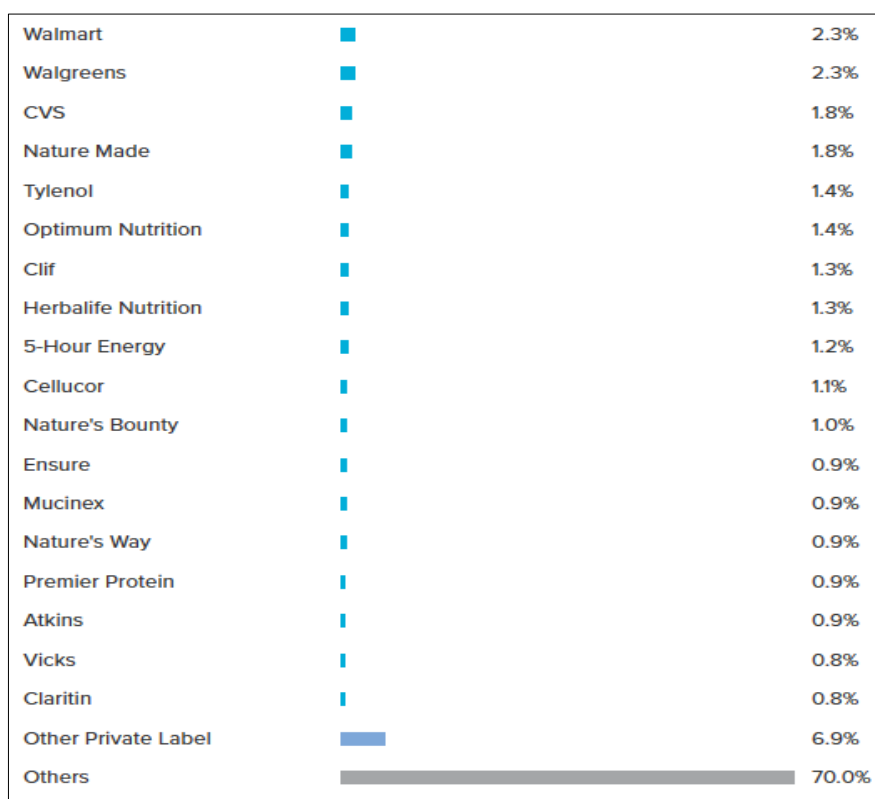 Walmart 2.3%
Walgreens 2.3%
CVS 1.8%
Nature Made 1.8%
Tylenol 1.4%
Optimum Nutrition 1.4%
Clif 1.3%
Herbalife Nutrition 1.3%
5-Hour Energy 1.2%
Cellucor 1.1%
Nature's Bounty 1.0%
Ensure 0.9%
Mucinex 0.9%
Nature's Way 0.9%
Premier Protein 0.9%
Atkins 0.9%
Vicks 0.8%
Claritin 0.8%
Other Private Label 6.9%
Others 70.0%